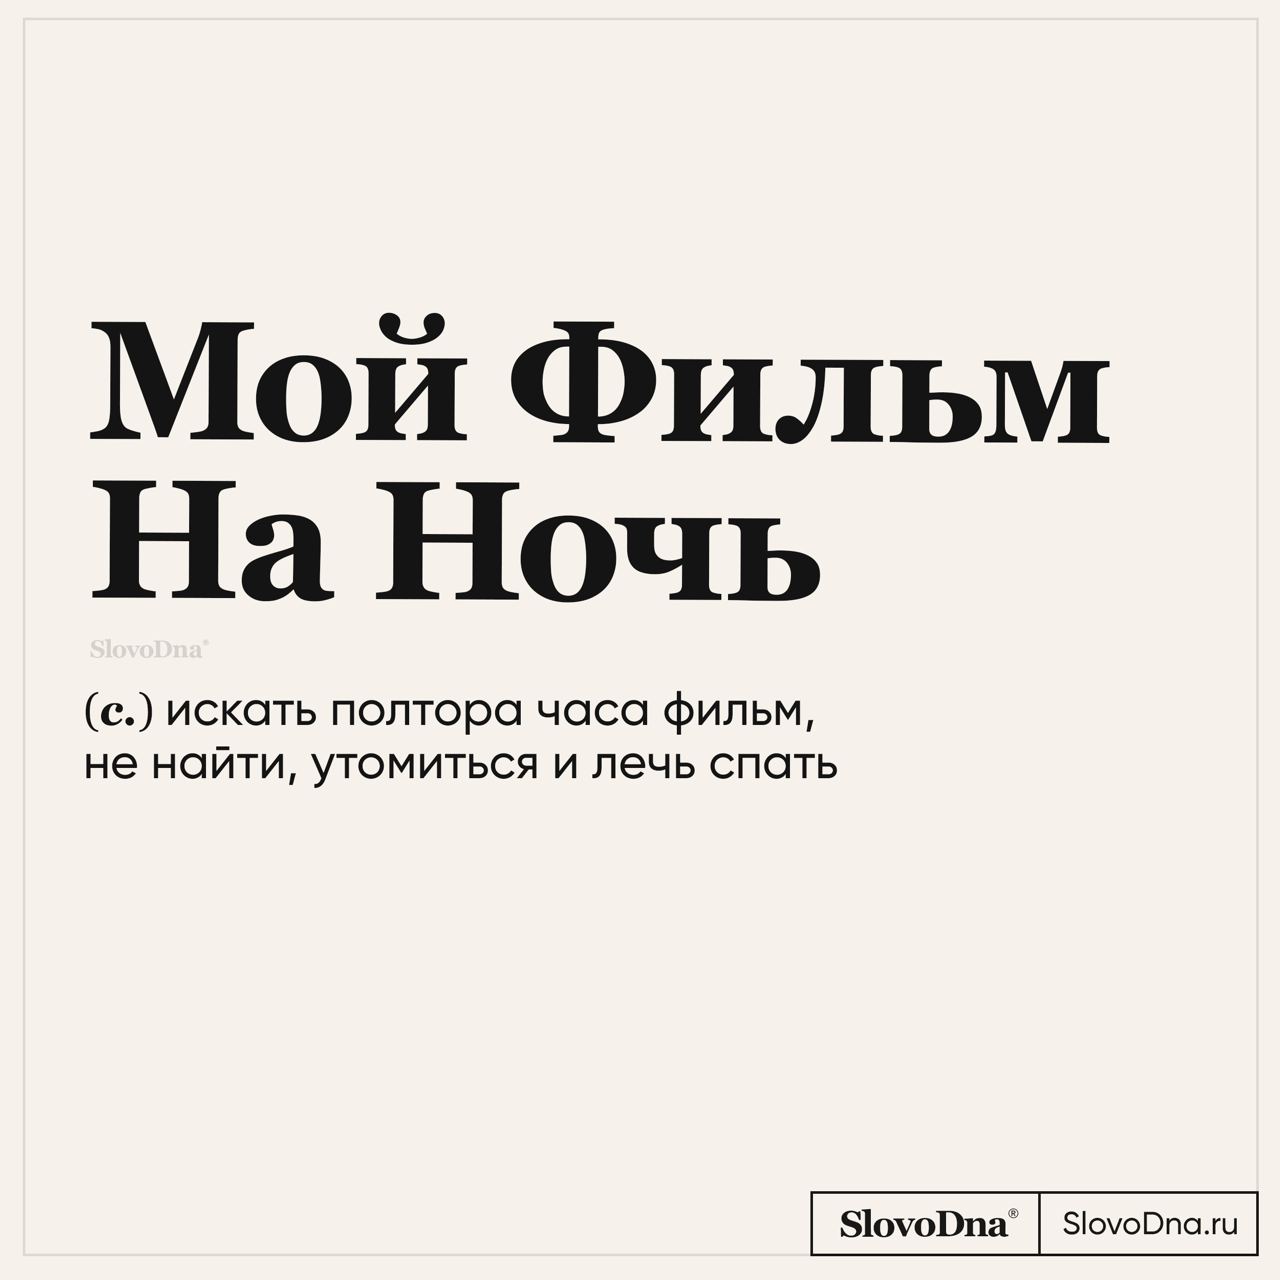 Мой Фильм
На Ночь
SlovoDna®
(с.) искать полтора часа фильм,
не найти, утомиться и лечь спать
SlovoDna® SlovoDna.ru